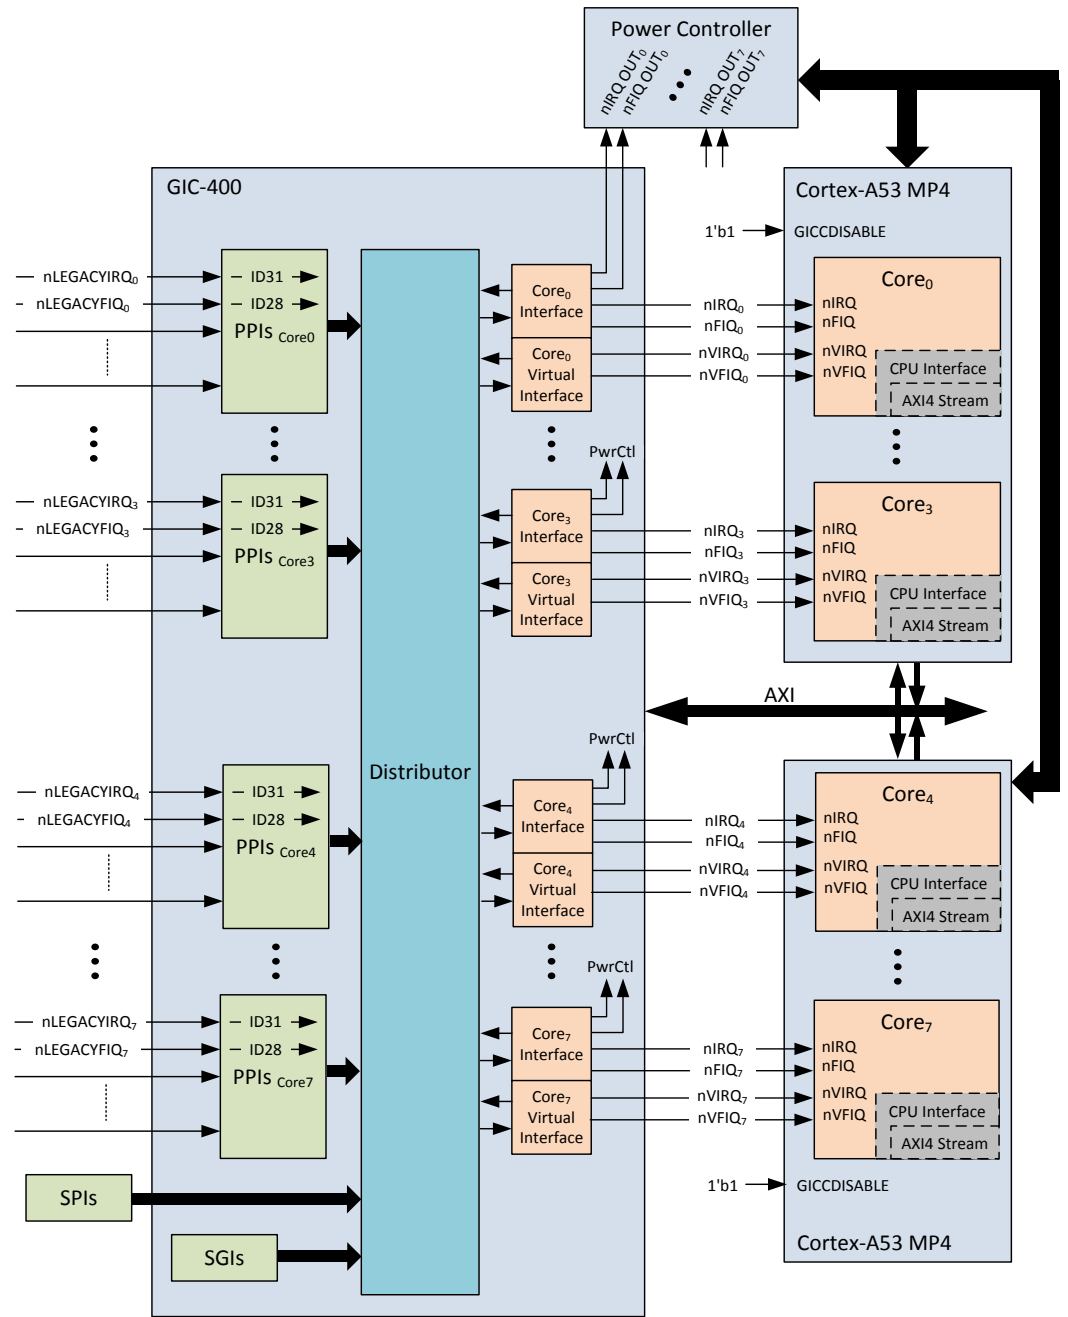 Power Controller
nIRQ OUT₀
nFIQ OUT₀
nIRQ OUT₇
nFIQ OUT₇
GIC-400
Cortex-A53 MP4
1'b1
GICCDISABLE
nLEGACYIRQ₀
nLEGACYFIQ₀
ID31
ID28
PPIs Core0
Core₀
Interface
Core₀
Virtual
Interface
nIRQ₀
nFIQ₀
nVIRQ₀
nVFIQ₀
Core₀
nIRQ
nFIQ
nVIRQ
nVFIQ
CPU Interface
AXI4 Stream
nLEGACYIRQ₃
nLEGACYFIQ₃
ID31
ID28
PPIs Core3
PwrCtl
Core₃
Interface
Core₃
Virtual
Interface
nIRQ₃
nFIQ₃
nVIRQ₃
nVFIQ₃
Core₃
nIRQ
nFIQ
nVIRQ
nVFIQ
CPU Interface
AXI4 Stream
AXI
Distributor
nLEGACYIRQ₄
nLEGACYFIQ₄
ID31
ID28
PPIs Core4
PwrCtl
Core₄
Interface
Core₄
Virtual
Interface
nIRQ₄
nFIQ₄
nVIRQ₄
nVFIQ₄
Core₄
nIRQ
nFIQ
nVIRQ
nVFIQ
CPU Interface
AXI4 Stream
nLEGACYIRQ₇
nLEGACYFIQ₇
ID31
ID28
PPIs Core7
PwrCtl
Core₇
Interface
Core₇
Virtual
Interface
nIRQ₇
nFIQ₇
nVIRQ₇
nVFIQ₇
Core₇
nIRQ
nFIQ
nVIRQ
nVFIQ
CPU Interface
AXI4 Stream
1'b1
GICCDISABLE
Cortex-A53 MP4
SPIs
SGIs